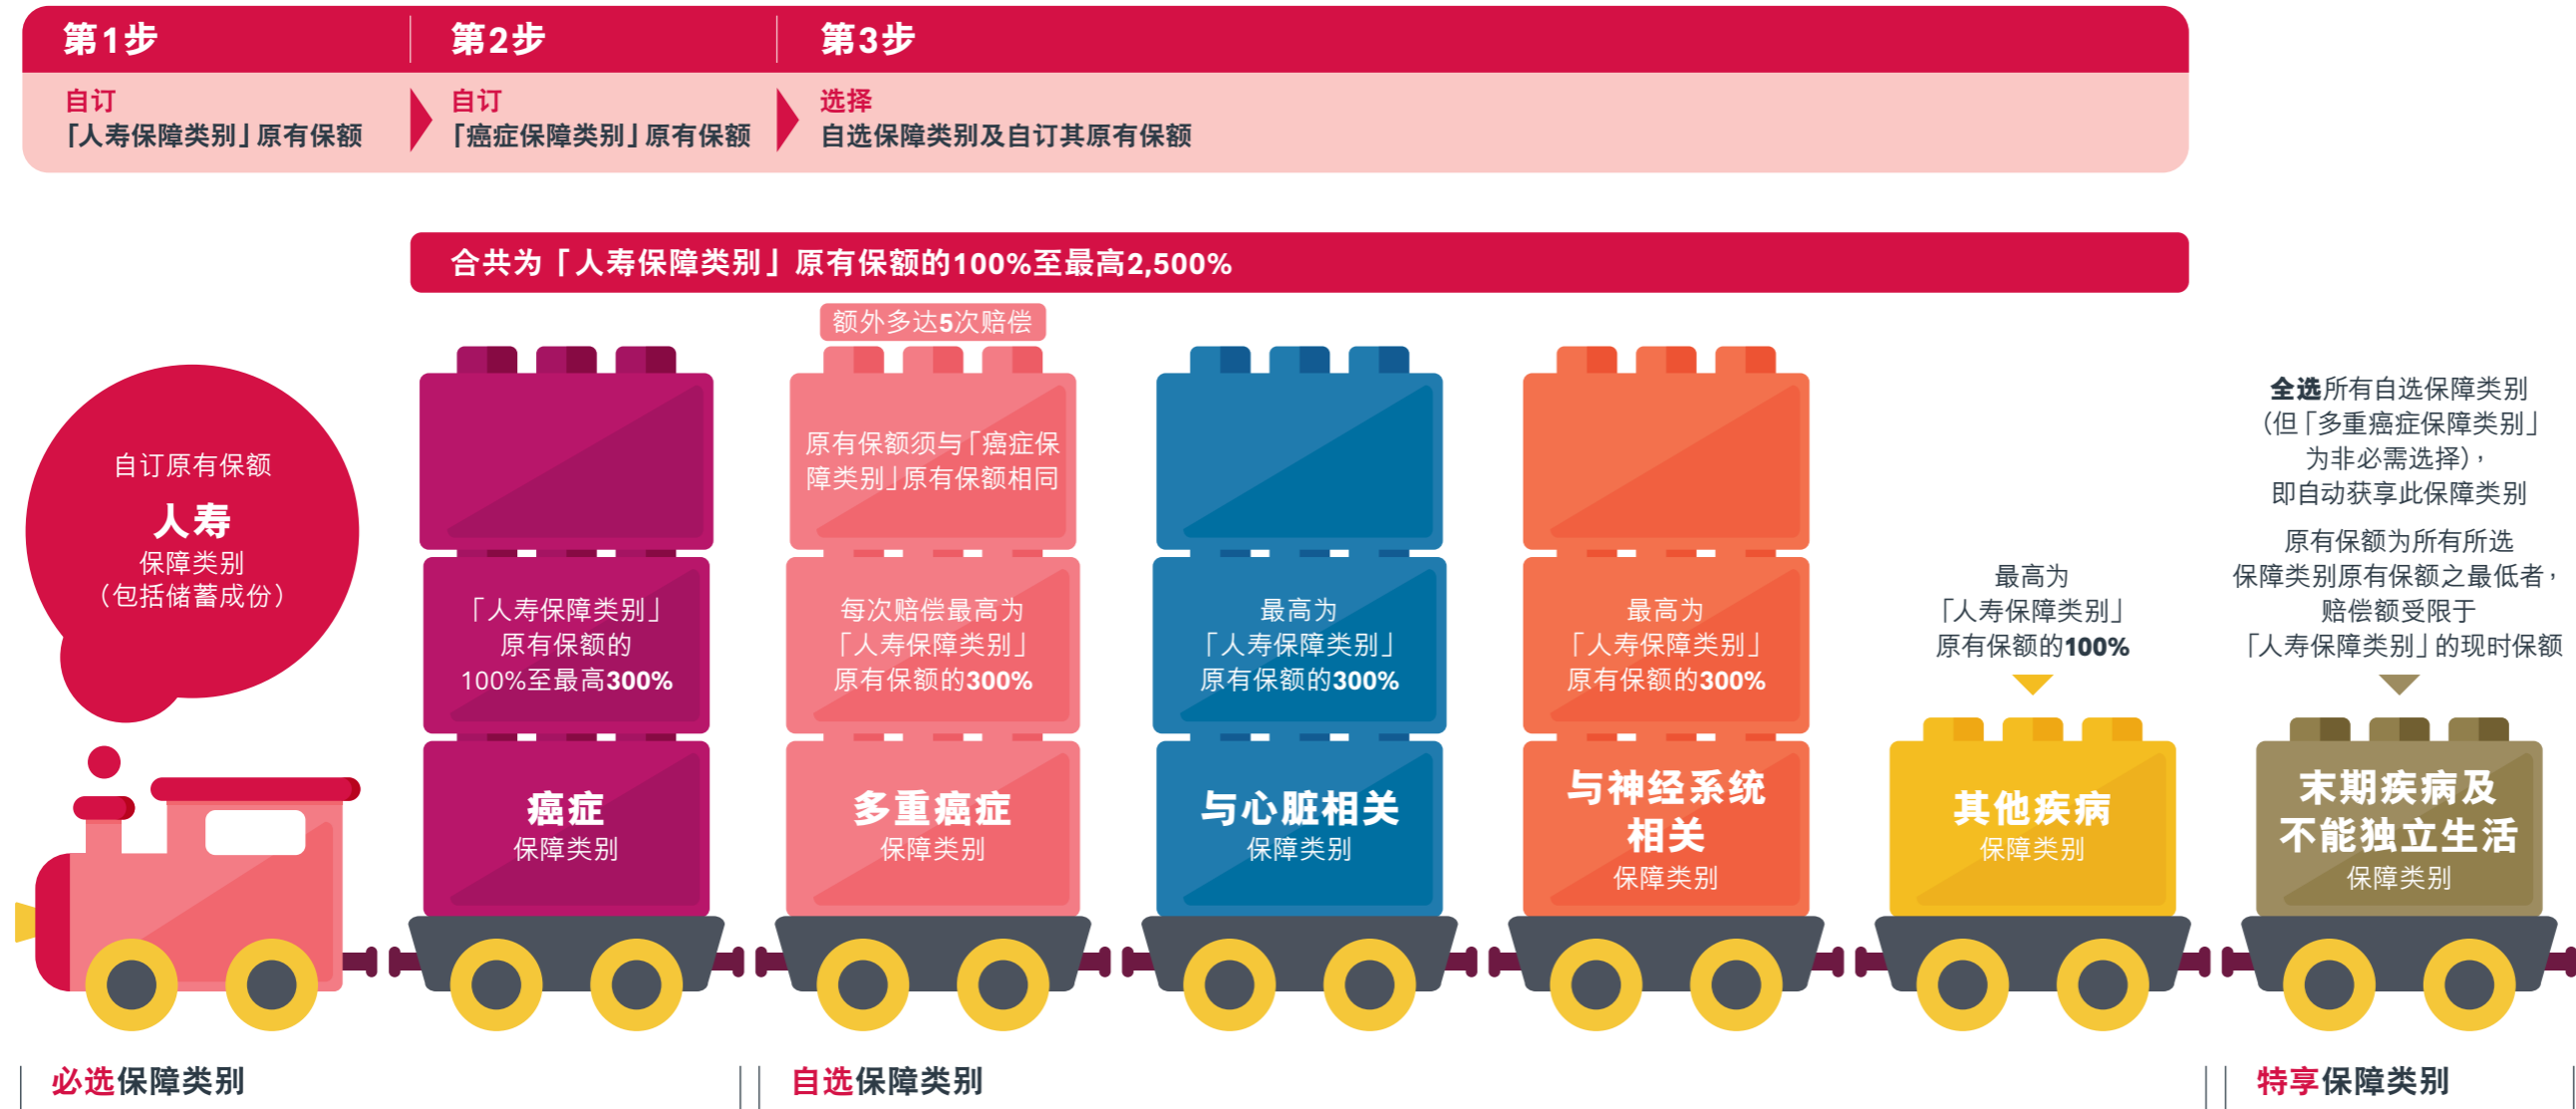 第1步
第2步
第3步
自订
「人寿保障类别」原有保额
自订
「癌症保障类别」原有保额
选择
自选保障类别及自订其原有保额
合共为「人寿保障类别」原有保额的100%至最高2,500%
自订原有保额
人寿
保障类别
（包括储蓄成份）
「人寿保障类别」
原有保额的
100%至最高300%
癌症
保障类别
额外多达5次赔偿
原有保额须与「癌症保
障类别」原有保额相同
每次赔偿最高为
「人寿保障类别」
原有保额的300%
多重癌症
保障类别
最高为
「人寿保障类别」
原有保额的300%
与心脏相关
保障类别
最高为
「人寿保障类别」
原有保额的300%
与神经系统
相关
保障类别
最高为
「人寿保障类别」
原有保额的100%
其他疾病
保障类别
全选所有自选保障类别
（但「多重癌症保障类别」
为非必需选择），
即自动获享此保障类别
原有保额为所有所选
保障类别原有保额之最低者，
赔偿额受限于
「人寿保障类别」的现时保额
末期疾病及
不能独立生活
保障类别
必选保障类别
自选保障类别
特享保障类别